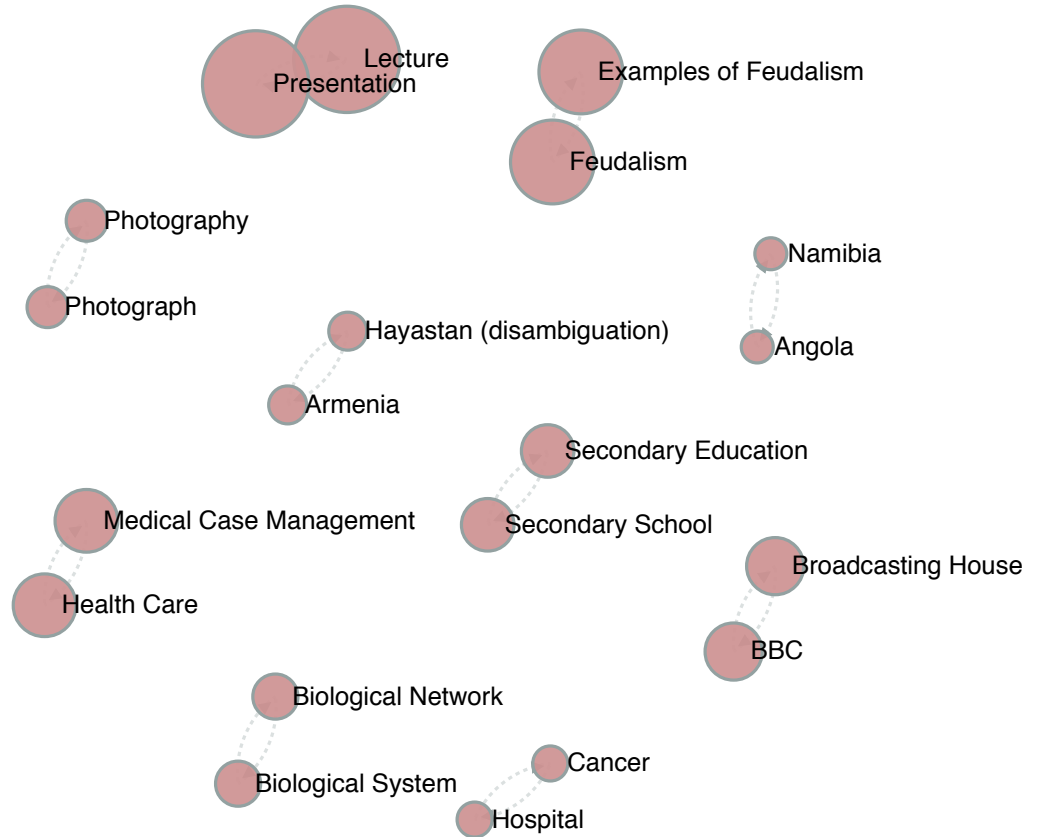 Lecture
Presentation
Examples of Feudalism
Feudalism
Photography
Photograph
Namibia
Angola
Hayastan (disambiguation)
Armenia
Secondary Education
Secondary School
Medical Case Management
Health Care
Broadcasting House
BBC
Biological Network
Biological System
Cancer
Hospital